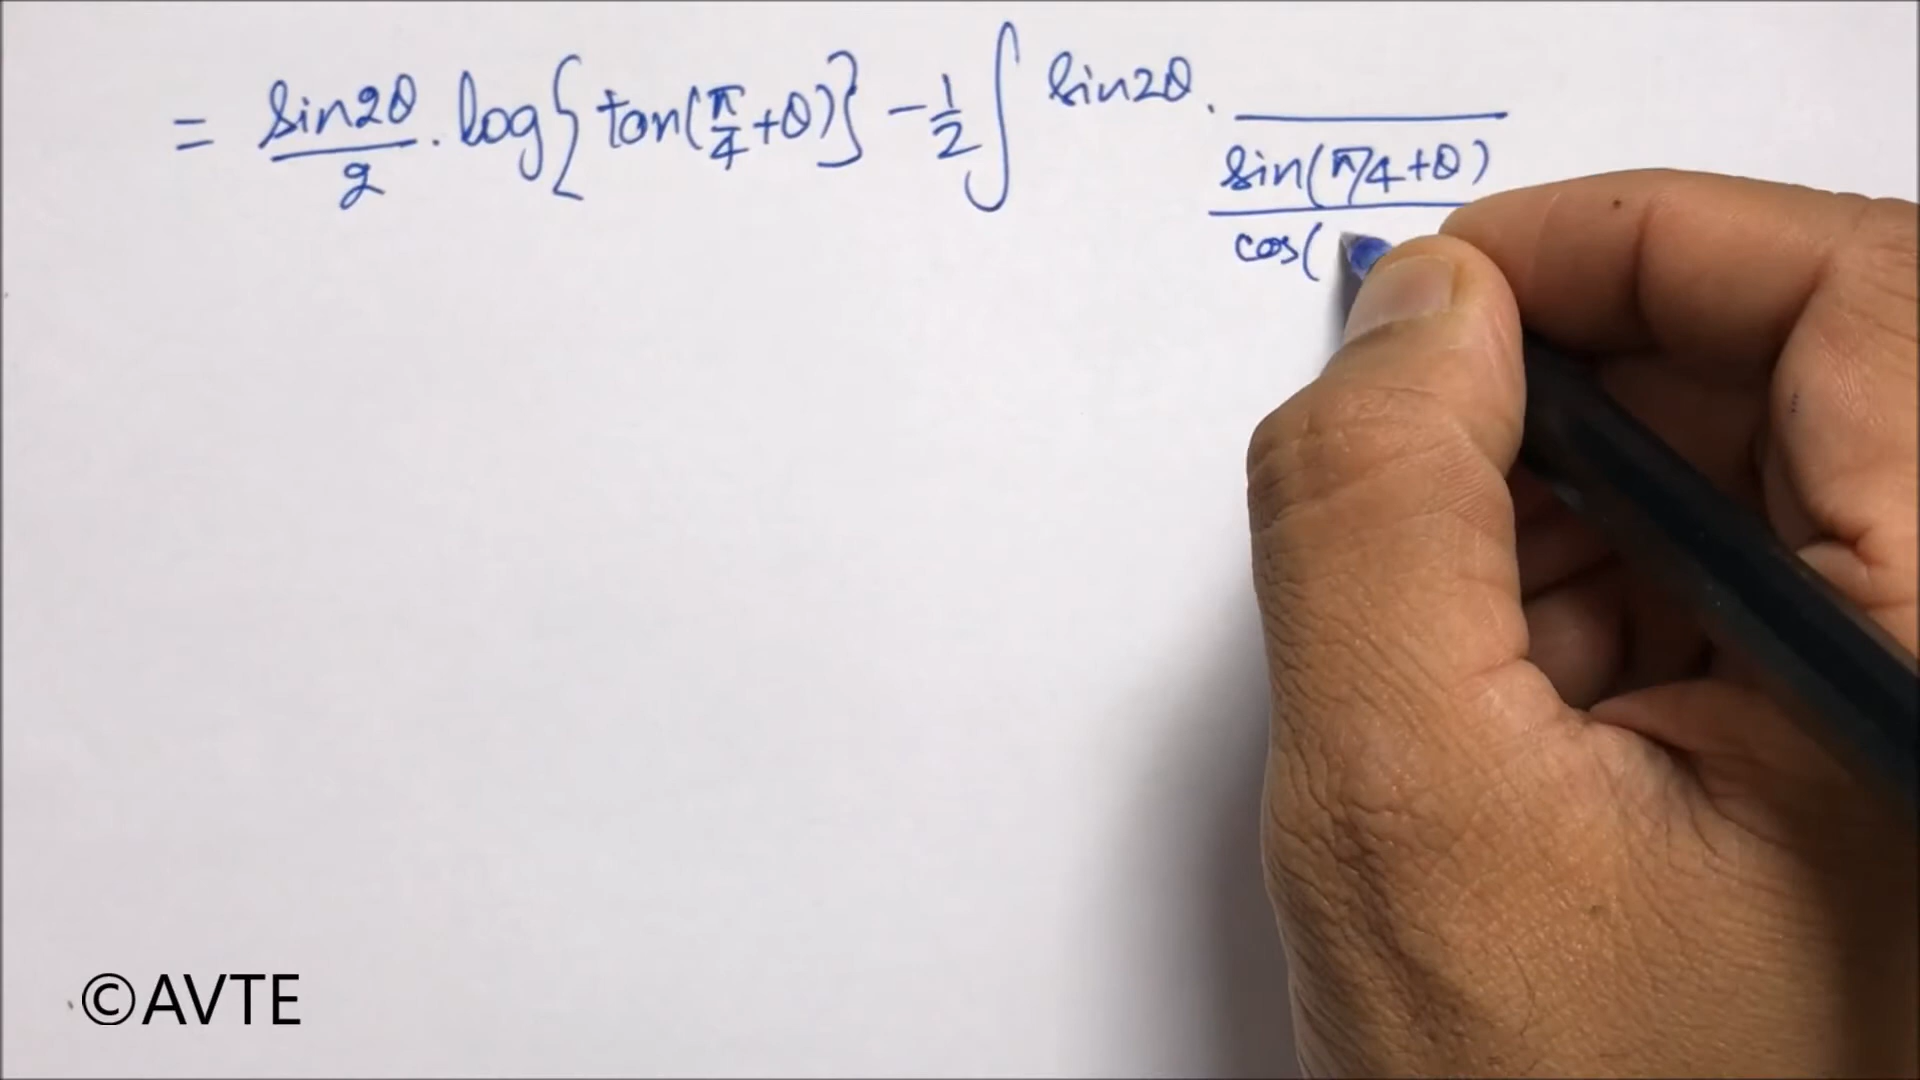 = sin2θ/2 . log{tan(π/4+θ)} - 1/2 ∫ sin2θ . 
sin(π/4+θ)
cos(
©AVTE